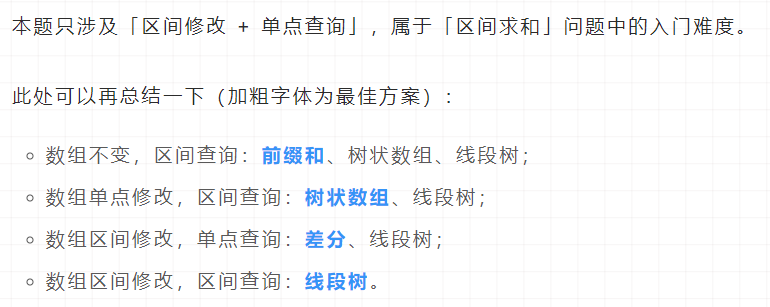 本题只涉及「区间修改 + 单点查询」，属于「区间求和」问题中的入门难度。
此处可以再总结一下（加粗字体为最佳方案）：
◦ 数组不变，区间查询：前缀和、树状数组、线段树；
◦ 数组单点修改，区间查询：树状数组、线段树；
◦ 数组区间修改，单点查询：差分、线段树；
◦ 数组区间修改，区间查询：线段树。